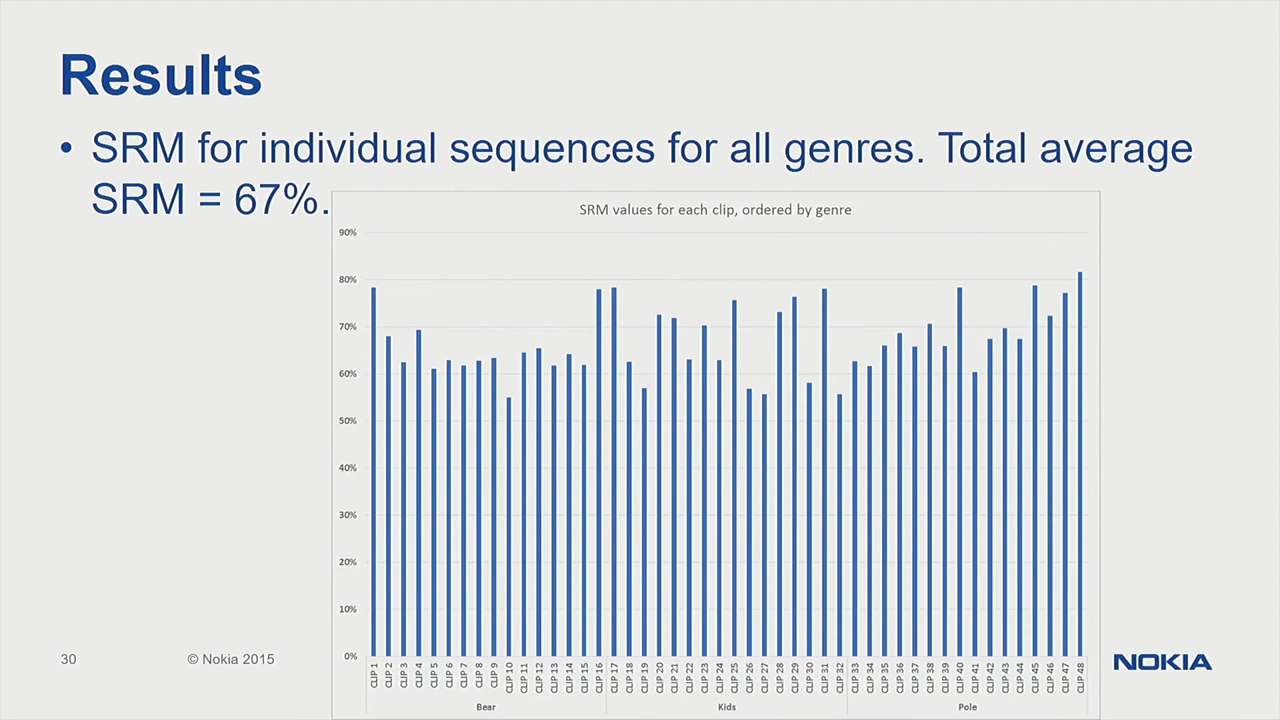 Results
• SRM for individual sequences for all genres. Total average
SRM = 67%.
SRM values for each clip, ordered by genre
90%
80%
70%
60%
50%
40%
30%
20%
10%
0%
CLIP 1
CLIP 2
CLIP 3
CLIP 4
CLIP 5
CLIP 6
CLIP 7
CLIP 8
CLIP 9
CLIP 10
CLIP 11
CLIP 12
CLIP 13
CLIP 14
CLIP 15
CLIP 16
CLIP 17
CLIP 18
CLIP 19
CLIP 20
CLIP 21
CLIP 22
CLIP 23
CLIP 24
CLIP 25
CLIP 26
CLIP 27
CLIP 28
CLIP 29
CLIP 30
CLIP 31
CLIP 32
CLIP 33
CLIP 34
CLIP 35
CLIP 36
CLIP 37
CLIP 38
CLIP 39
CLIP 40
CLIP 41
CLIP 42
CLIP 43
CLIP 44
CLIP 45
CLIP 46
CLIP 47
CLIP 48
Bear
Kids
Pole
30
© Nokia 2015
NOKIA